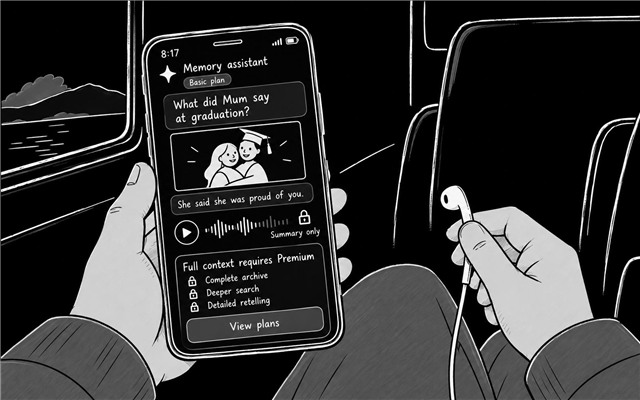 8:17
Memory assistant
Basic plan
What did Mum say
at graduation?
She said she was proud of you.
Summary only
Full context requires Premium
Complete archive
Deeper search
Detailed retelling
View plans